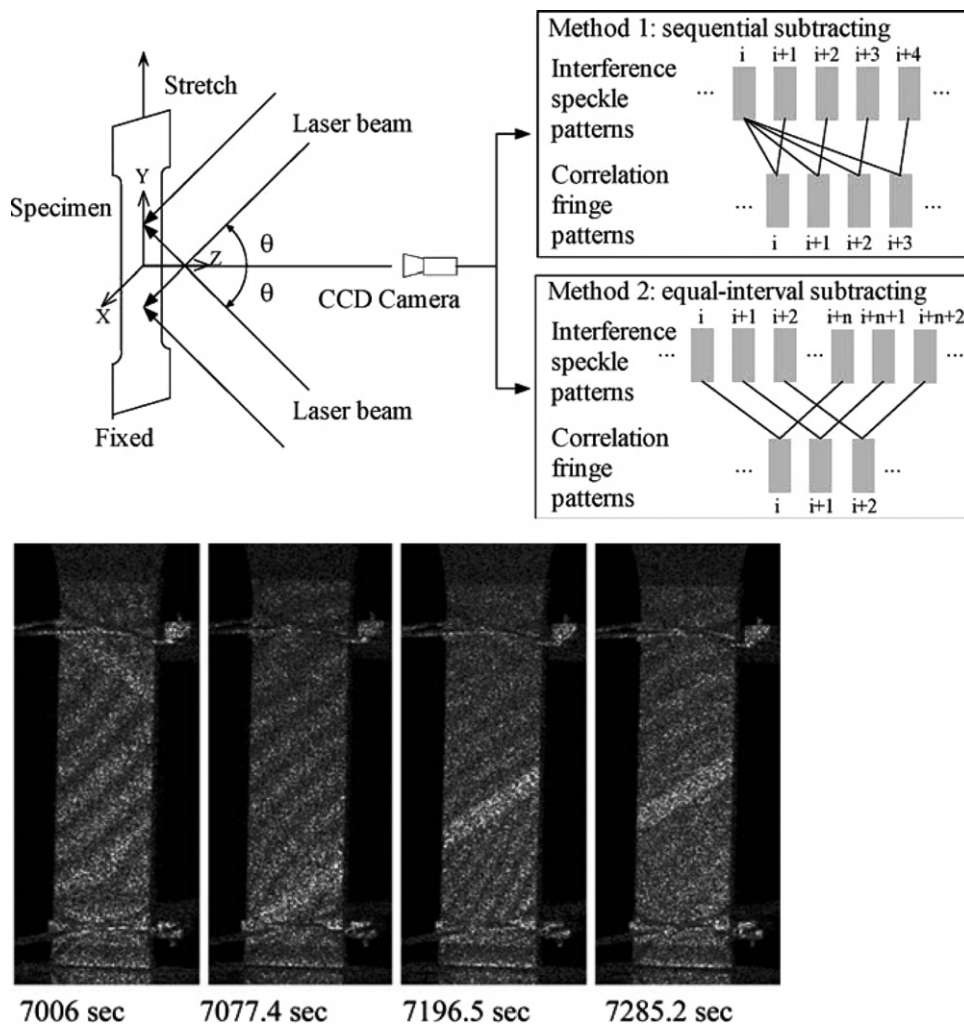 Stretch
Laser beam
Y
Specimen
θ
Z
θ
X
CCD Camera
Laser beam
Fixed
Method 1: sequential subtracting
i i+1 i+2 i+3 i+4
Interference
speckle
patterns
... ...
Correlation
fringe
patterns
... ...
i i+1 i+2 i+3
Method 2: equal-interval subtracting
i i+1 i+2 i+n i+n+1 i+n+2
Interference
speckle
patterns
... ... ...
Correlation
fringe
patterns
... ...
i i+1 i+2
7006 sec 7077.4 sec 7196.5 sec 7285.2 sec